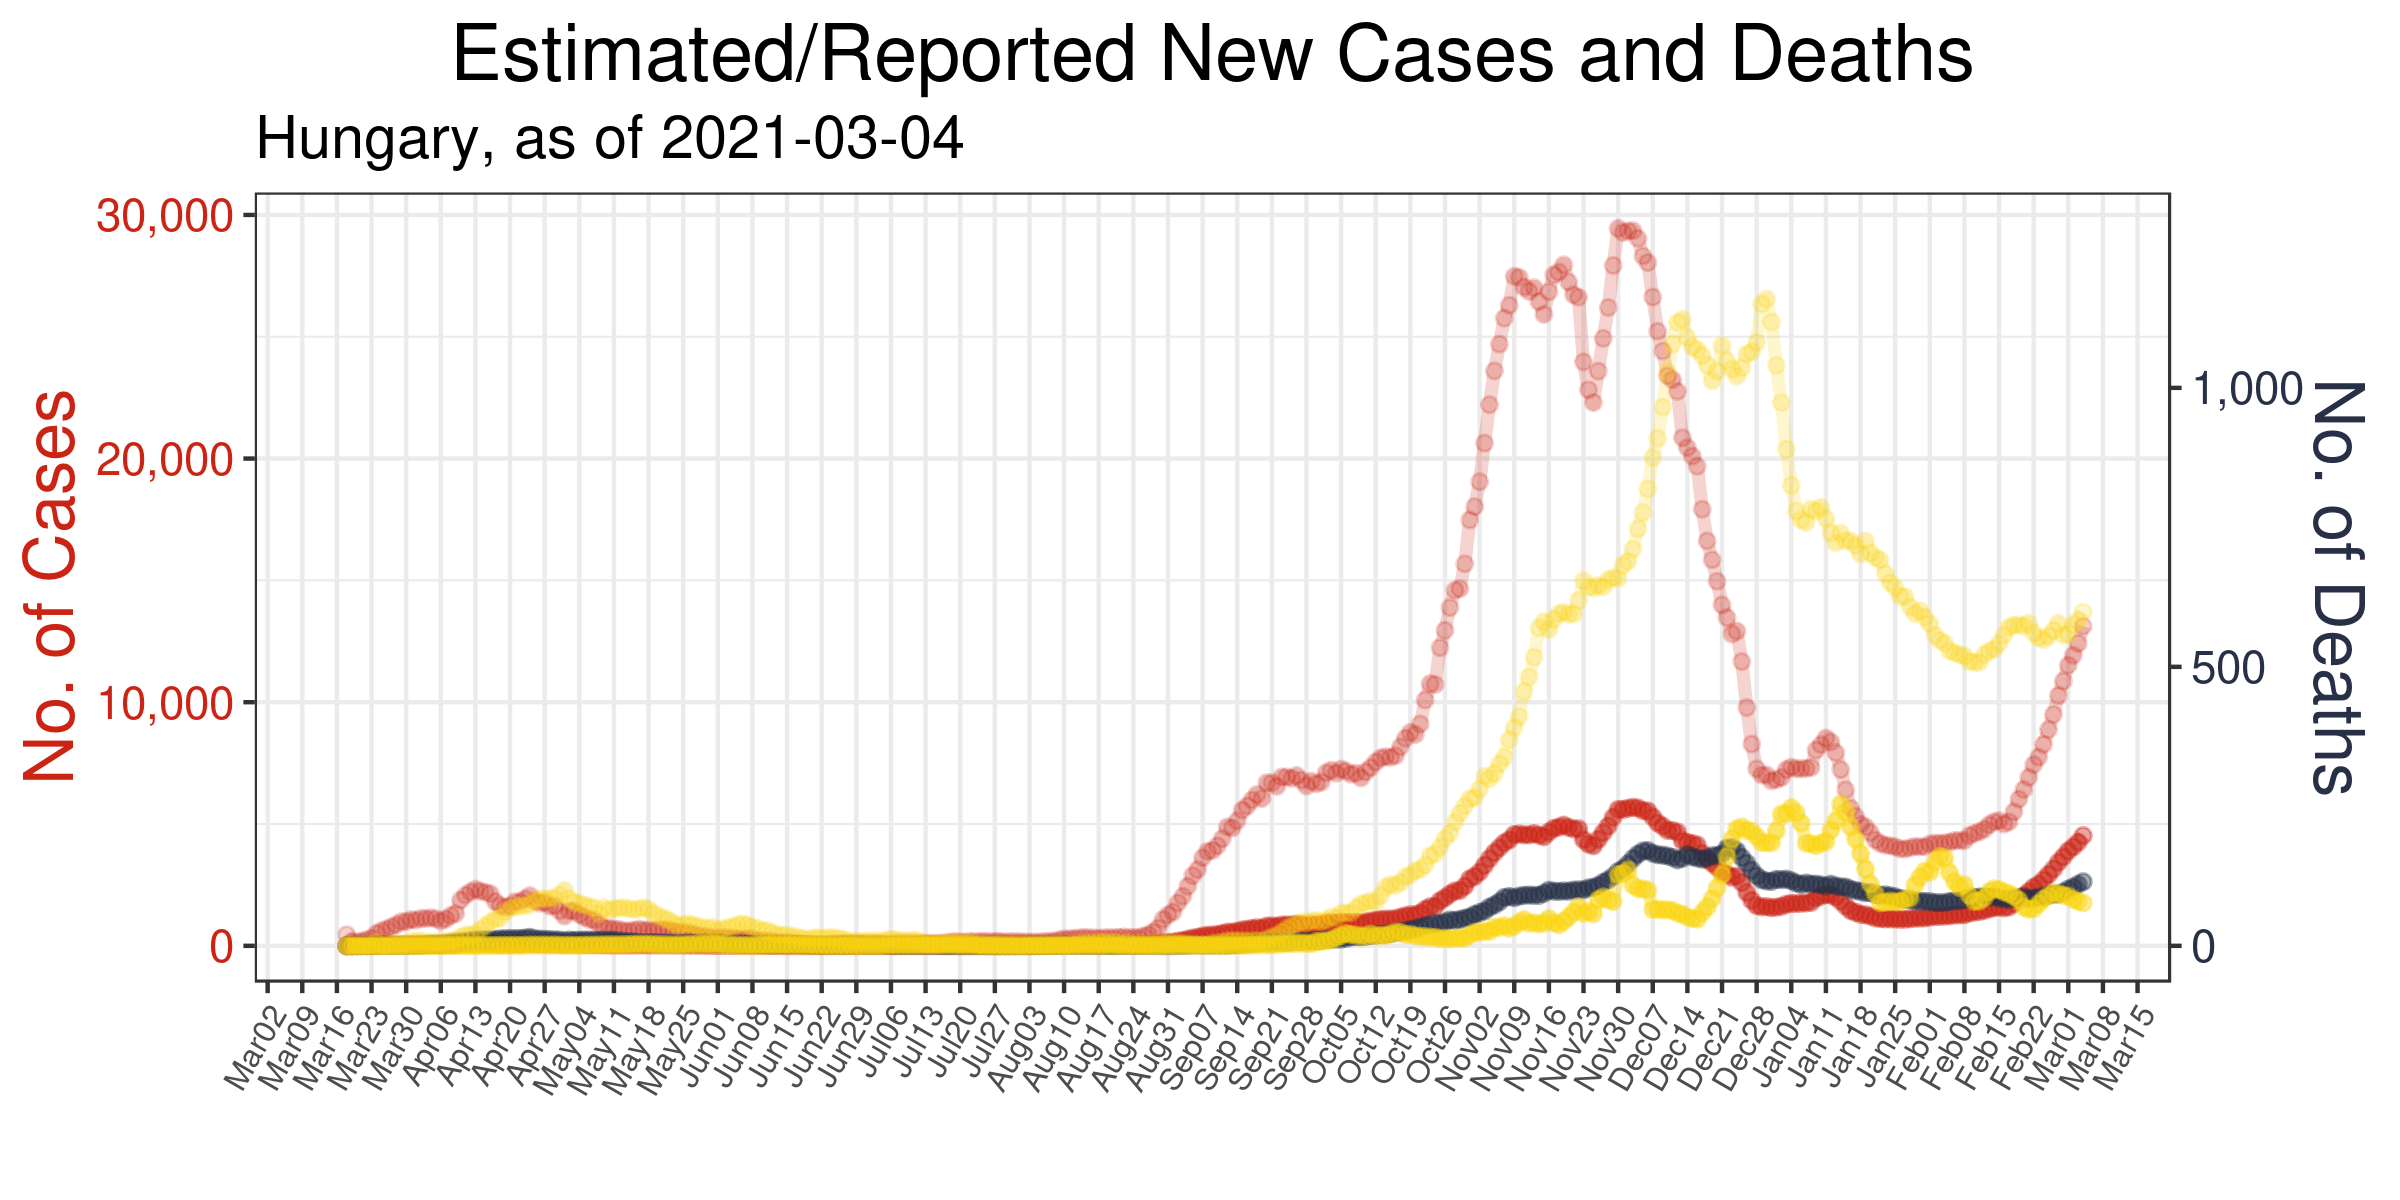 Estimated/Reported New Cases and Deaths
Hungary, as of 2021-03-04
No. of Cases
30,000
20,000
10,000
0
1,000
500
0
No. of Deaths
Mar02
Mar09
Mar16
Mar23
Mar30
Apr06
Apr13
Apr20
Apr27
May04
May11
May18
May25
Jun01
Jun08
Jun15
Jun22
Jun29
Jul06
Jul13
Jul20
Jul27
Aug03
Aug10
Aug17
Aug24
Aug31
Sep07
Sep14
Sep21
Sep28
Oct05
Oct12
Oct19
Oct26
Nov02
Nov09
Nov16
Nov23
Nov30
Dec07
Dec14
Dec21
Dec28
Jan04
Jan11
Jan18
Jan25
Feb01
Feb08
Feb15
Feb22
Mar01
Mar08
Mar15